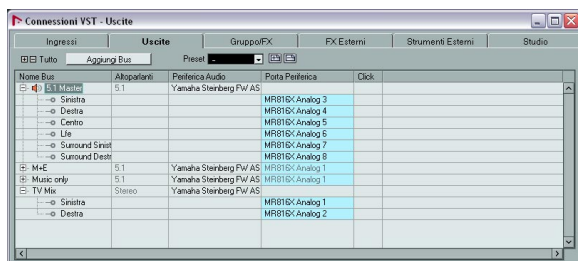 Connessioni VST - Uscite
Ingressi Uscite Gruppo/FX FX Esterni Strumenti Esterni Studio
Tutto Aggiungi Bus Preset -
Nome Bus Altoparlanti Periferica Audio Porta Periferica Click
5.1 Master 5.1 Yamaha Steinberg FW AS
Sinistra MR816X Analog 3
Destra MR816X Analog 4
Centro MR816X Analog 5
Lfe MR816X Analog 6
Surround Sinist MR816X Analog 7
Surround Destr MR816X Analog 8
M+E 5.1 Yamaha Steinberg FW AS MR816X Analog 1
Music only 5.1 Yamaha Steinberg FW AS MR816X Analog 1
TV Mix Stereo Yamaha Steinberg FW AS
Sinistra MR816X Analog 1
Destra MR816X Analog 2